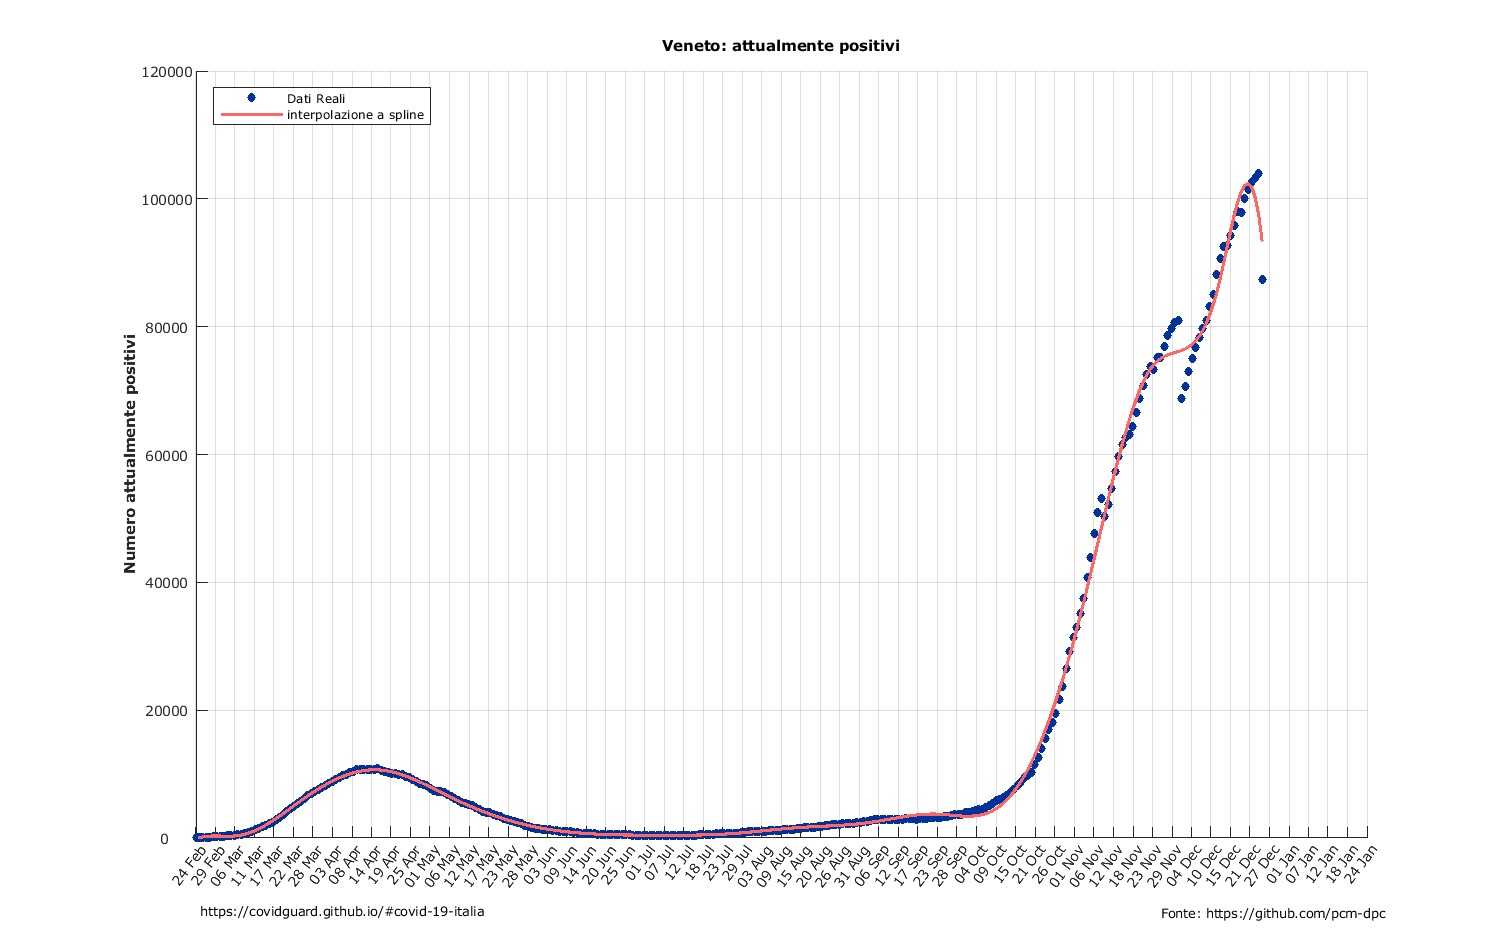 Veneto: attualmente positivi
Dati Reali
interpolazione a spline
Numero attualmente positivi
120000
100000
80000
60000
40000
20000
0
24 Feb
29 Feb
06 Mar
11 Mar
17 Mar
22 Mar
28 Mar
03 Apr
08 Apr
14 Apr
19 Apr
25 Apr
01 May
06 May
12 May
17 May
23 May
28 May
03 Jun
09 Jun
14 Jun
20 Jun
25 Jun
01 Jul
07 Jul
12 Jul
18 Jul
23 Jul
29 Jul
03 Aug
09 Aug
15 Aug
20 Aug
26 Aug
31 Aug
06 Sep
12 Sep
17 Sep
23 Sep
28 Sep
04 Oct
09 Oct
15 Oct
21 Oct
26 Oct
01 Nov
06 Nov
12 Nov
18 Nov
23 Nov
29 Nov
04 Dec
10 Dec
15 Dec
21 Dec
27 Dec
01 Jan
07 Jan
12 Jan
18 Jan
24 Jan
https://covidguard.github.io/#covid-19-italia
Fonte: https://github.com/pcm-dpc